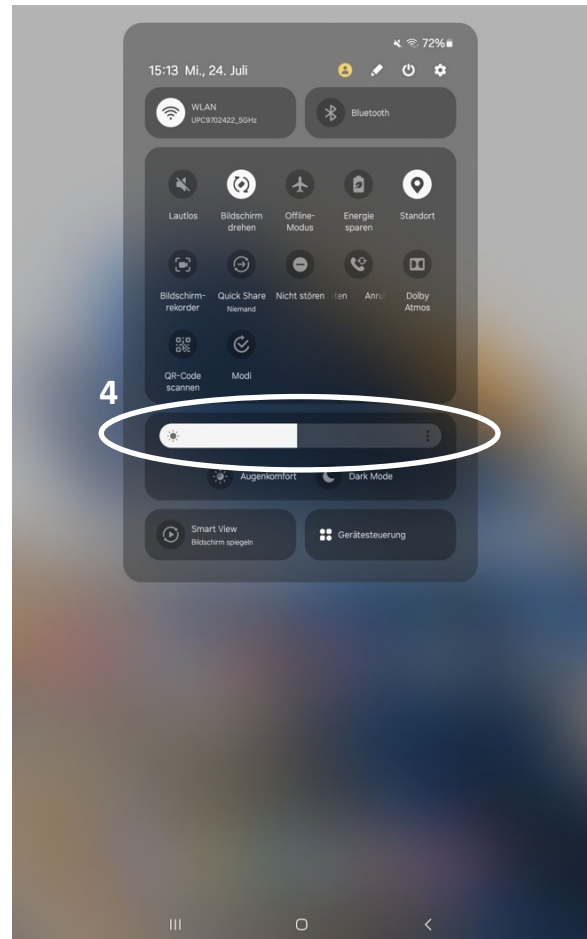 72%
15:13 Mi., 24. Juli
WLAN
UPC9702422_5GHz
Bluetooth
Lautlos
Bildschirm
drehen
Offline-
Modus
Energie
sparen
Standort
Bildschirm-
rekorder
Quick Share
Niemand
Nicht stören
ten Anru
Dolby
Atmos
QR-Code
scannen
Modi
4
Augenkomfort
Dark Mode
Smart View
Bildschirm spiegeln
Gerätesteuerung